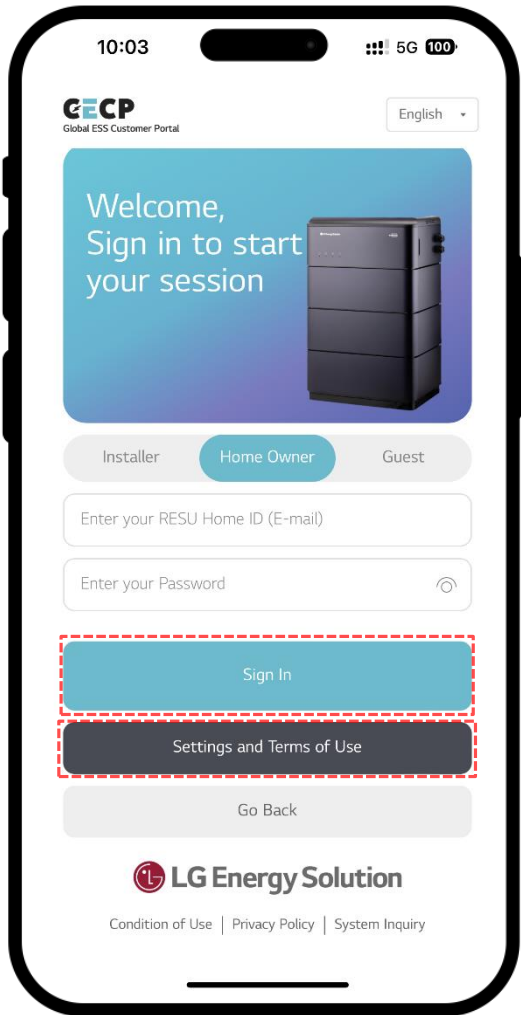 10:03
5G 100
GECP
Global ESS Customer Portal
English
Welcome,
Sign in to start
your session
Installer
Home Owner
Guest
Enter your RESU Home ID (E-mail)
Enter your Password
Sign In
Settings and Terms of Use
Go Back
LG Energy Solution
Condition of Use | Privacy Policy | System Inquiry